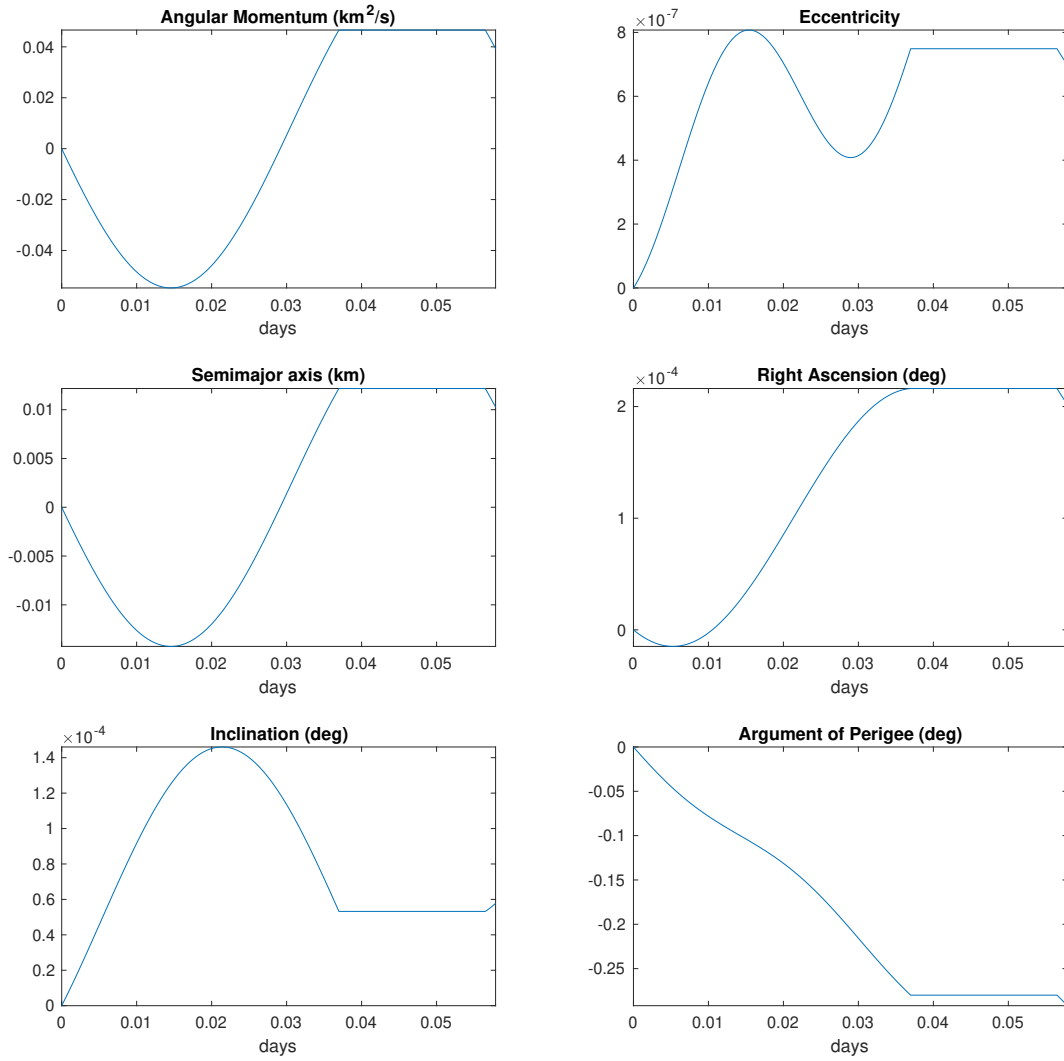 Angular Momentum (km²/s)
0.04
0.02
0
-0.02
-0.04
0 0.01 0.02 0.03 0.04 0.05
days
Eccentricity
×10⁻⁷
8
6
4
2
0
0 0.01 0.02 0.03 0.04 0.05
days
Semimajor axis (km)
0.01
0.005
0
-0.005
-0.01
0 0.01 0.02 0.03 0.04 0.05
days
Right Ascension (deg)
×10⁻⁴
2
1
0
0 0.01 0.02 0.03 0.04 0.05
days
Inclination (deg)
×10⁻⁴
1.4
1.2
1
0.8
0.6
0.4
0.2
0
0 0.01 0.02 0.03 0.04 0.05
days
Argument of Perigee (deg)
0
-0.05
-0.1
-0.15
-0.2
-0.25
0 0.01 0.02 0.03 0.04 0.05
days